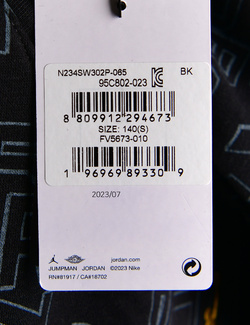 N234SW302P-065
95C802-023
BK
8 809912 294673
SIZE: 140(S)
FV5673-010
1 96969 89330 9
2023/07
jordan.com
JUMPMAN JORDAN ©2023 Nike
RN#81917 / CA#16702